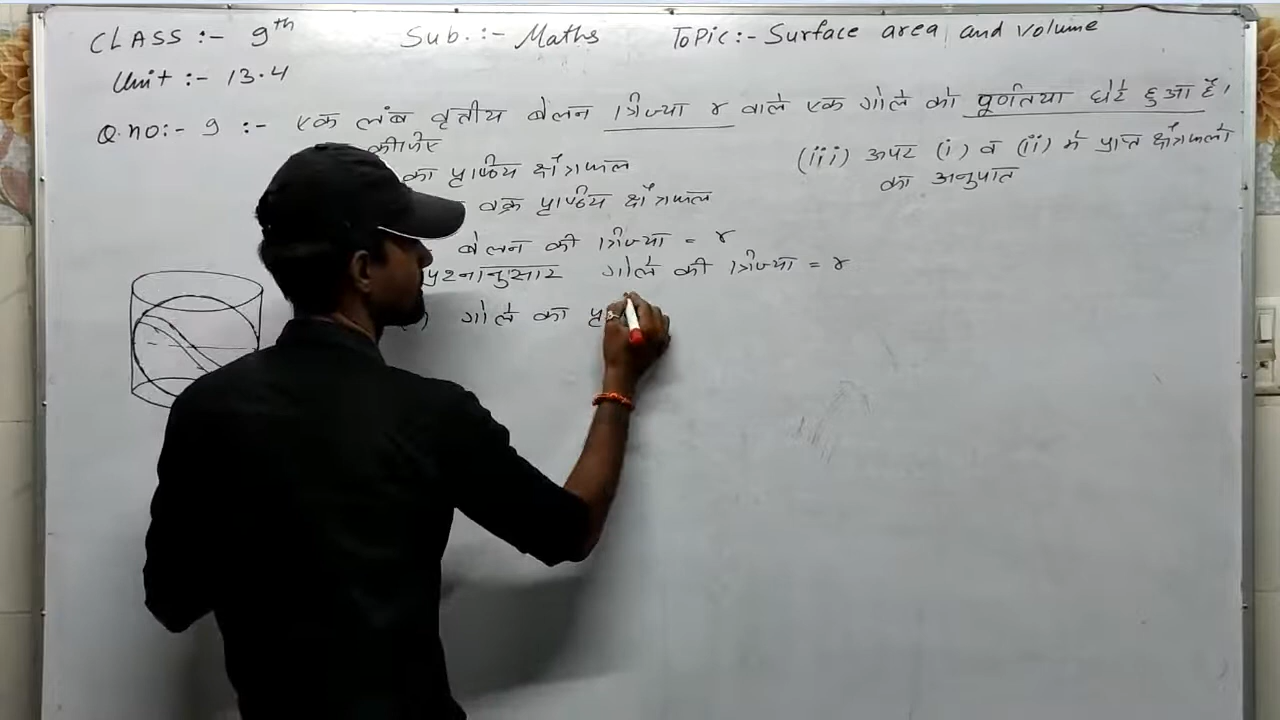 CLASS :- 9th Sub. :- Maths Topic:- Surface area and volume
Unit :- 13.4
Q.no:- 9 :- एक लंब वृत्तीय बेलन त्रिज्या r वाले एक गोले को पूर्णतया घेरे हुआ है।
कीजिए
का पृष्ठीय क्षेत्रफल
वक्र पृष्ठीय क्षेत्रफल
(iii) ऊपर (i) व (ii) में प्राप्त क्षेत्रफलों
का अनुपात
बेलन की त्रिज्या = r
प्रश्नानुसार गोले की त्रिज्या = r
गोले का पृ